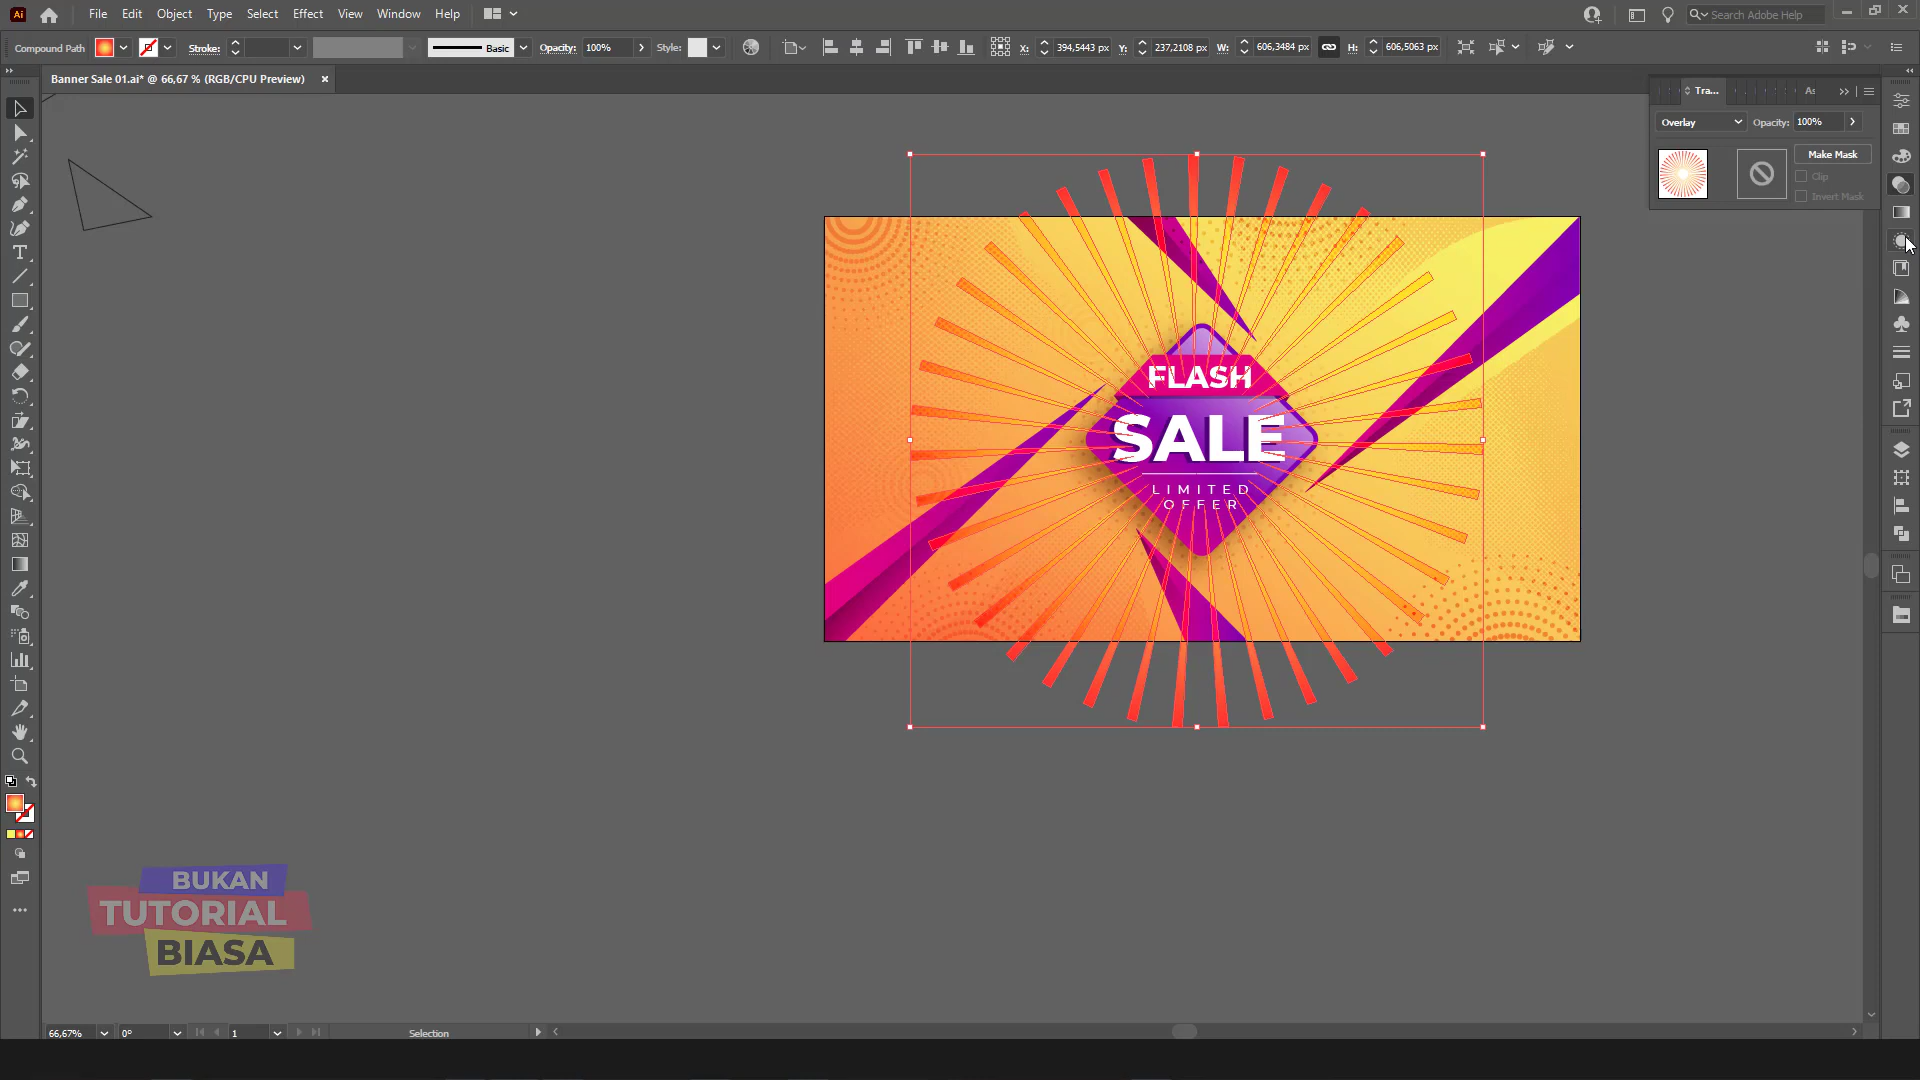 Ai File Edit Object Type Select Effect View Window Help Search Adobe Help
Compound Path Stroke: Basic Opacity: 100% Style: X: 394,5443 px Y: 237,2108 px W: 606,3484 px H: 606,5063 px
Banner Sale 01.ai* @ 66,67 % (RGB/CPU Preview) ×
Tra...
Overlay Opacity: 100%
Make Mask
Clip
Invert Mask
FLASH
SALE
LIMITED
OFFER
BUKAN
TUTORIAL
BIASA
66,67% 0° 1 Selection